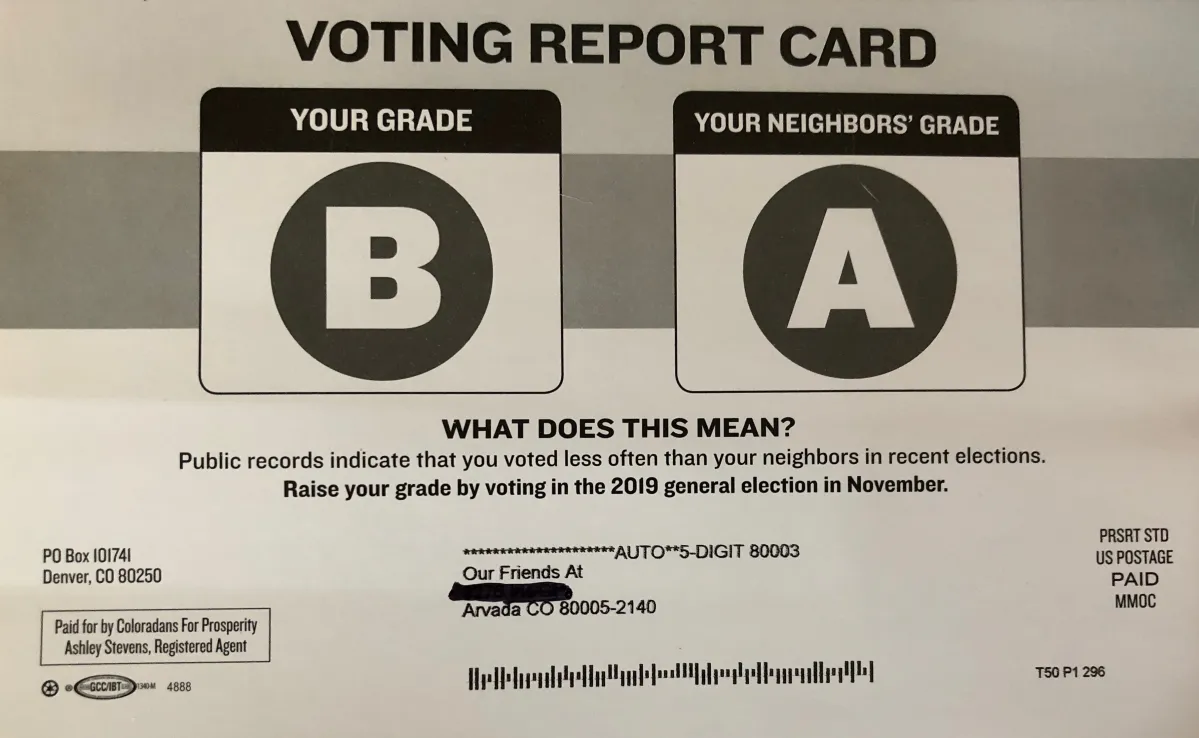 VOTING REPORT CARD
YOUR GRADE
B
YOUR NEIGHBORS' GRADE
A
WHAT DOES THIS MEAN?
Public records indicate that you voted less often than your neighbors in recent elections.
Raise your grade by voting in the 2019 general election in November.
PO Box 101741
Denver, CO 80250
Paid for by Coloradans For Prosperity
Ashley Stevens, Registered Agent
GCC/IBT
4888
*********************AUTO**5-DIGIT 80003
Our Friends At
Arvada CO 80005-2140
PRSRT STD
US POSTAGE
PAID
MMOC
T50 P1 296